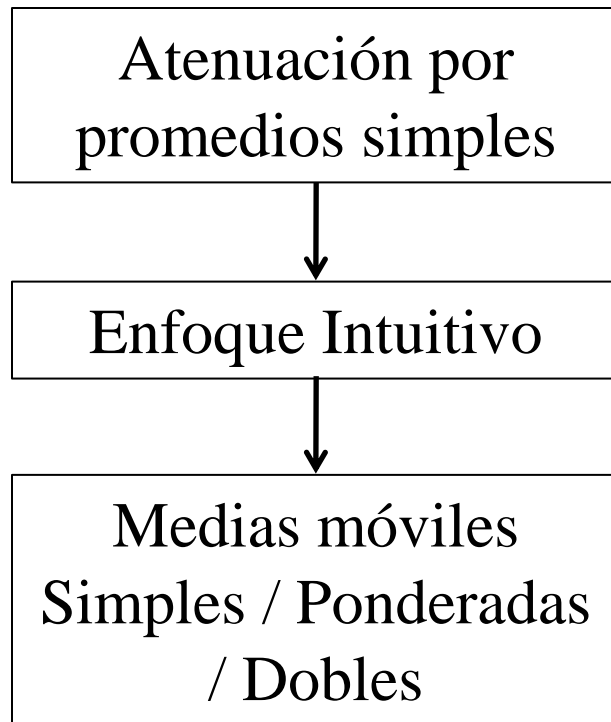 Atenuación por
promedios simples
Enfoque Intuitivo
Medias móviles
Simples / Ponderadas
/ Dobles